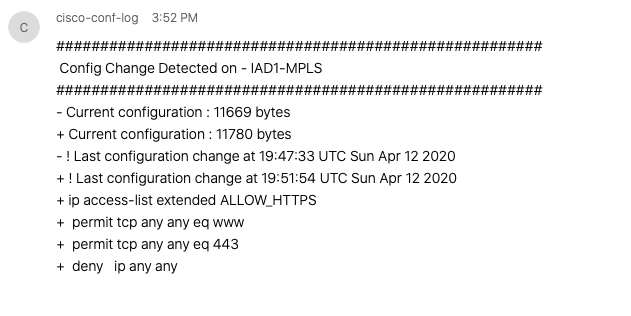 C
cisco-conf-log 3:52 PM
######################################################
Config Change Detected on - IAD1-MPLS
######################################################
- Current configuration : 11669 bytes
+ Current configuration : 11780 bytes
- ! Last configuration change at 19:47:33 UTC Sun Apr 12 2020
+ ! Last configuration change at 19:51:54 UTC Sun Apr 12 2020
+ ip access-list extended ALLOW_HTTPS
+  permit tcp any any eq www
+  permit tcp any any eq 443
+  deny   ip any any